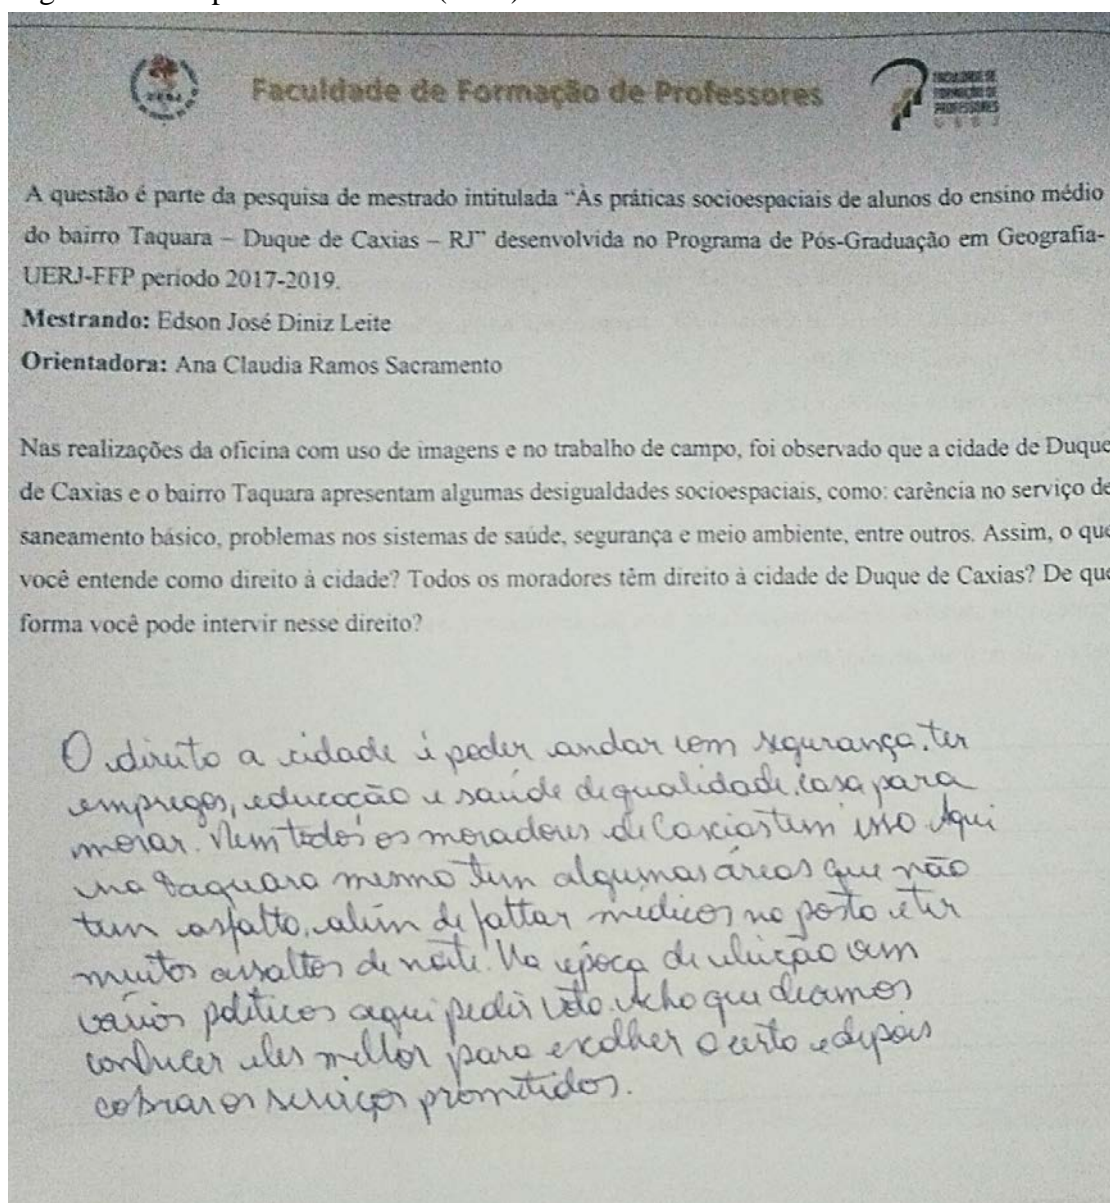 Faculdade de Formação de Professores
FACULDADE DE
FORMAÇÃO DE
PROFESSORES
U E R J
A questão é parte da pesquisa de mestrado intitulada “Às práticas socioespaciais de alunos do ensino médio
do bairro Taquara – Duque de Caxias – RJ” desenvolvida no Programa de Pós-Graduação em Geografia-
UERJ-FFP período 2017-2019.
Mestrando: Edson José Diniz Leite
Orientadora: Ana Claudia Ramos Sacramento
Nas realizações da oficina com uso de imagens e no trabalho de campo, foi observado que a cidade de Duque
de Caxias e o bairro Taquara apresentam algumas desigualdades socioespaciais, como: carência no serviço de
saneamento básico, problemas nos sistemas de saúde, segurança e meio ambiente, entre outros. Assim, o que
você entende como direito à cidade? Todos os moradores têm direito à cidade de Duque de Caxias? De que
forma você pode intervir nesse direito?
O direito a cidade é poder andar com segurança, ter
empregos, educação e saúde de qualidade, casa para
morar. Nem todos os moradores de Caxias tem isso. Aqui
na Taquara mesmo tem algumas áreas que não
tem asfalto, além de faltar medicos no posto e ter
muitos assaltos de noite. Na época de eleição vem
vários políticos aqui pedir voto. Acho que devemos
conhecer eles melhor para escolher o certo e depois
cobrar os serviços prometidos.